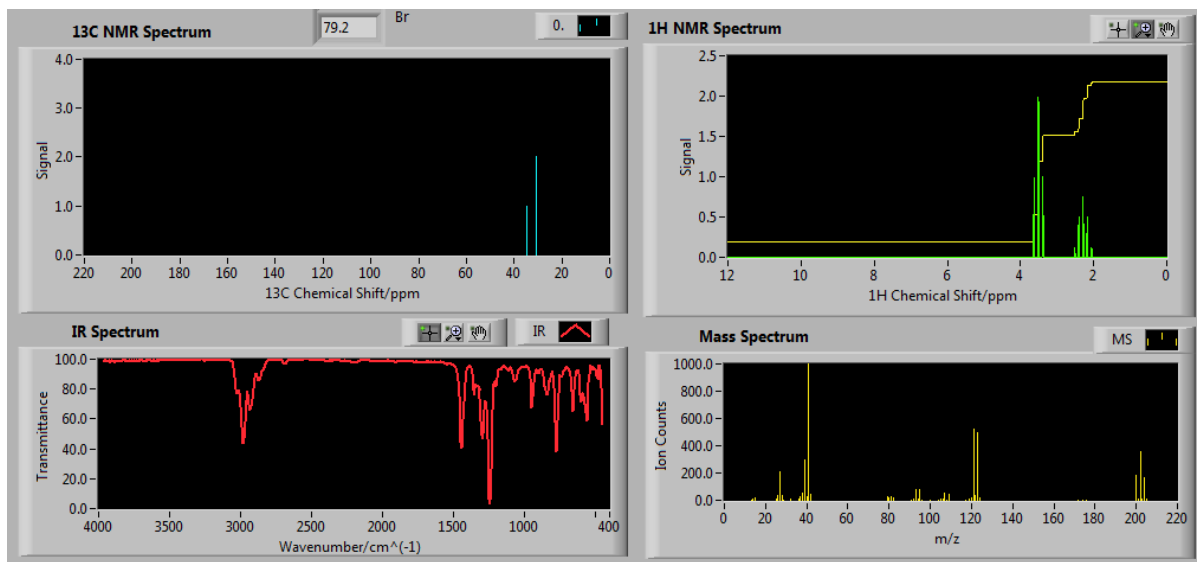 13C NMR Spectrum
79.2
Br
0.
4.0
3.0
2.0
1.0
0.0
Signal
220 200 180 160 140 120 100 80 60 40 20 0
13C Chemical Shift/ppm
1H NMR Spectrum
2.5
2.0
1.5
1.0
0.5
0.0
Signal
12 10 8 6 4 2 0
1H Chemical Shift/ppm
IR Spectrum
IR
100.0
80.0
60.0
40.0
20.0
0.0
Transmittance
4000 3500 3000 2500 2000 1500 1000 400
Wavenumber/cm^(-1)
Mass Spectrum
MS
1000.0
800.0
600.0
400.0
200.0
0.0
Ion Counts
0 20 40 60 80 100 120 140 160 180 200 220
m/z